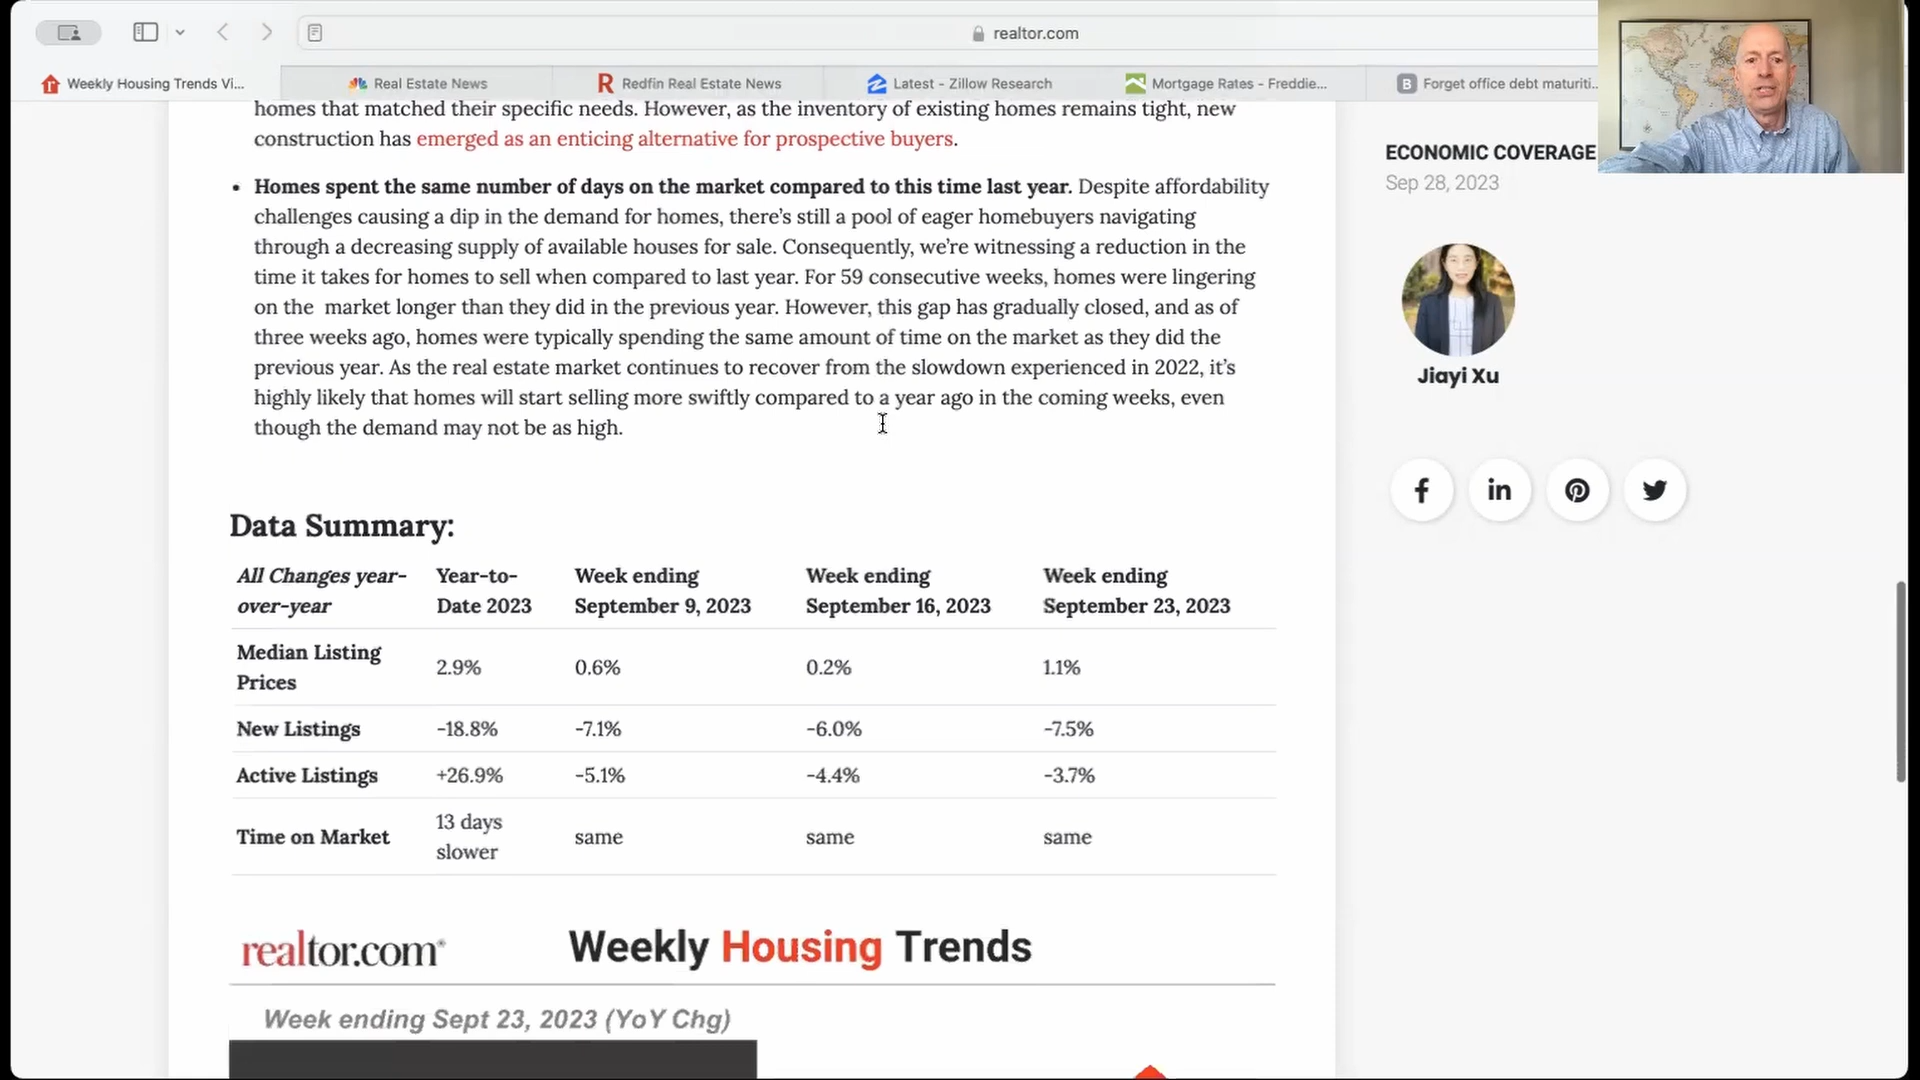 realtor.com
Weekly Housing Trends Vi...
Real Estate News
Redfin Real Estate News
Latest - Zillow Research
Mortgage Rates - Freddie...
Forget office debt maturiti...
homes that matched their specific needs. However, as the inventory of existing homes remains tight, new
construction has emerged as an enticing alternative for prospective buyers.
• Homes spent the same number of days on the market compared to this time last year. Despite affordability
challenges causing a dip in the demand for homes, there's still a pool of eager homebuyers navigating
through a decreasing supply of available houses for sale. Consequently, we're witnessing a reduction in the
time it takes for homes to sell when compared to last year. For 59 consecutive weeks, homes were lingering
on the market longer than they did in the previous year. However, this gap has gradually closed, and as of
three weeks ago, homes were typically spending the same amount of time on the market as they did the
previous year. As the real estate market continues to recover from the slowdown experienced in 2022, it's
highly likely that homes will start selling more swiftly compared to a year ago in the coming weeks, even
though the demand may not be as high.
ECONOMIC COVERAGE
Sep 28, 2023
Jiayi Xu
Data Summary:
All Changes year-over-year Year-to-Date 2023 Week ending September 9, 2023 Week ending September 16, 2023 Week ending September 23, 2023
Median Listing Prices 2.9% 0.6% 0.2% 1.1%
New Listings -18.8% -7.1% -6.0% -7.5%
Active Listings +26.9% -5.1% -4.4% -3.7%
Time on Market 13 days slower same same same
realtor.com® Weekly Housing Trends
Week ending Sept 23, 2023 (YoY Chg)